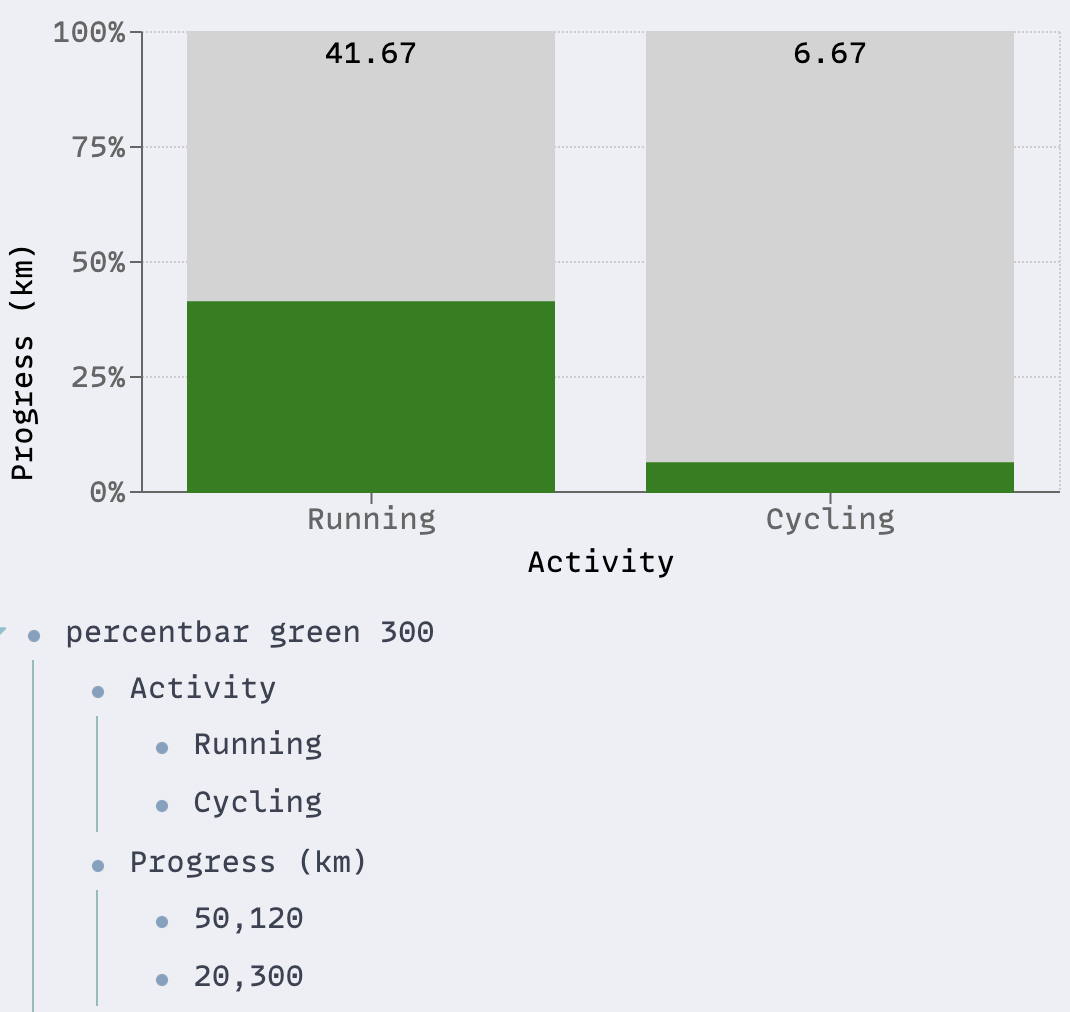 100%
41.67
6.67
75%
50%
25%
0%
Progress (km)
Running
Cycling
Activity
percentbar green 300
Activity
Running
Cycling
Progress (km)
50,120
20,300